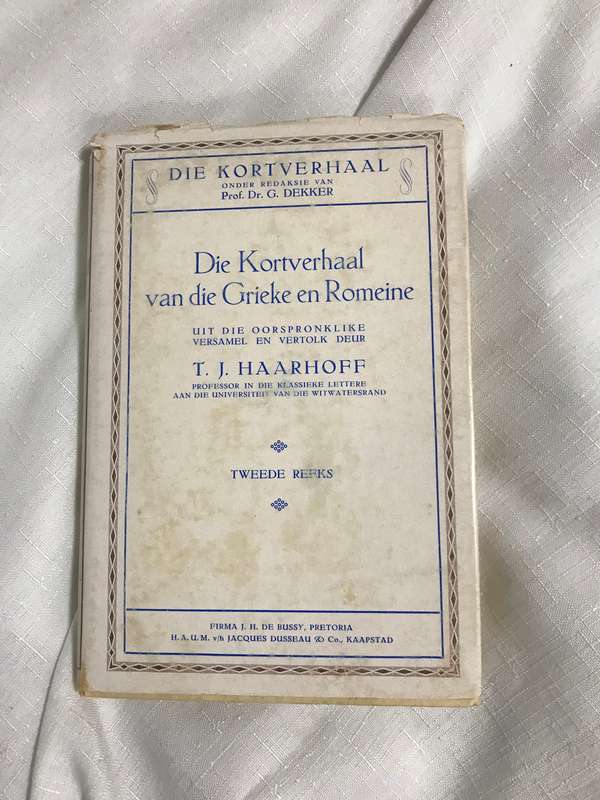 DIE KORTVERHAAL
ONDER REDAKSIE VAN
Prof. Dr. G. DEKKER
Die Kortverhaal
van die Grieke en Romeine
UIT DIE OORSPRONKLIKE
VERSAMEL EN VERTOLK DEUR
T. J. HAARHOFF
PROFESSOR IN DIE KLASSIEKE LETTERE
AAN DIE UNIVERSITEIT VAN DIE WITWATERSRAND
TWEEDE REEKS
FIRMA J. H. DE BUSSY, PRETORIA
H. A. U. M. v/h JACQUES DUSSEAU & Co., KAAPSTAD